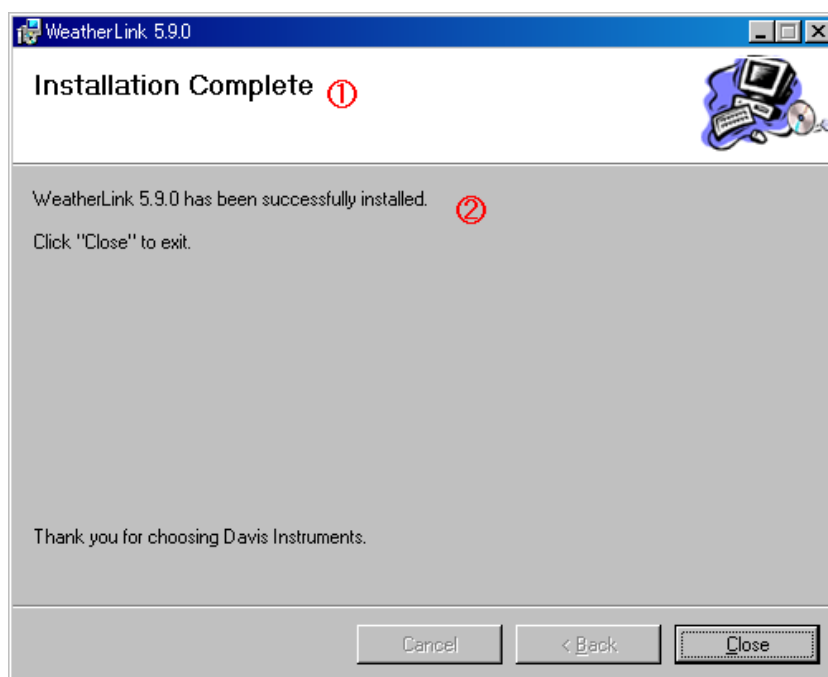 WeatherLink 5.9.0
Installation Complete ①
WeatherLink 5.9.0 has been successfully installed. ②
Click "Close" to exit.
Thank you for choosing Davis Instruments.
Cancel < Back Close